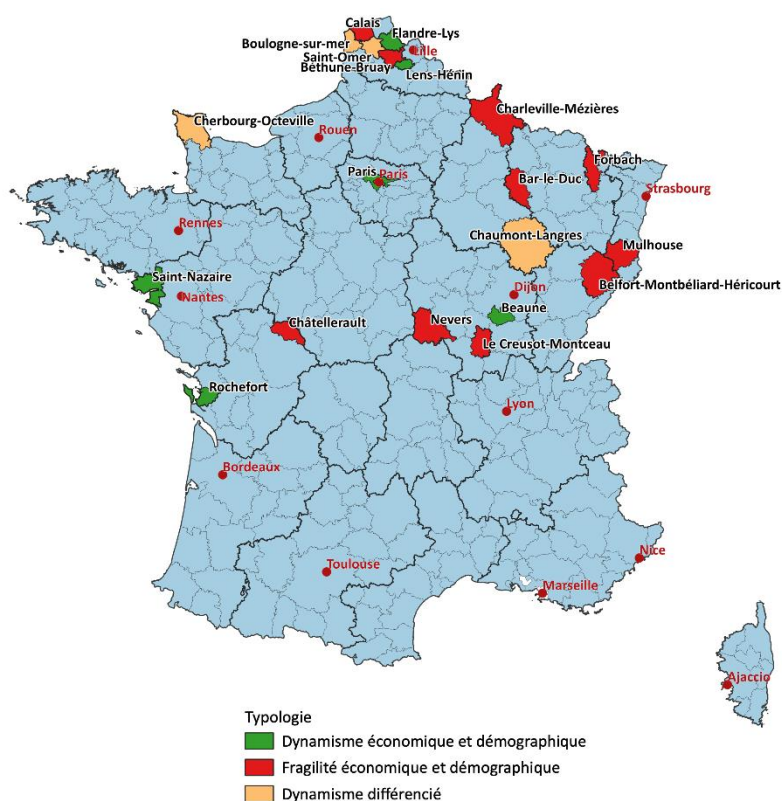 Calais
Flandre-Lys
Boulogne-sur-mer
Lille
Saint-Omer
Béthune-Bruay
Lens-Hénin
Charleville-Mézières
Cherbourg-Octeville
Rouen
Forbach
Paris
Paris
Bar-le-Duc
Strasbourg
Rennes
Chaumont-Langres
Mulhouse
Saint-Nazaire
Belfort-Montbéliard-Héricourt
Dijon
Nantes
Beaune
Châtellerault
Nevers
Le Creusot-Montceau
Rochefort
Lyon
Bordeaux
Nice
Toulouse
Marseille
Ajaccio
Typologie
Dynamisme économique et démographique
Fragilité économique et démographique
Dynamisme différencié